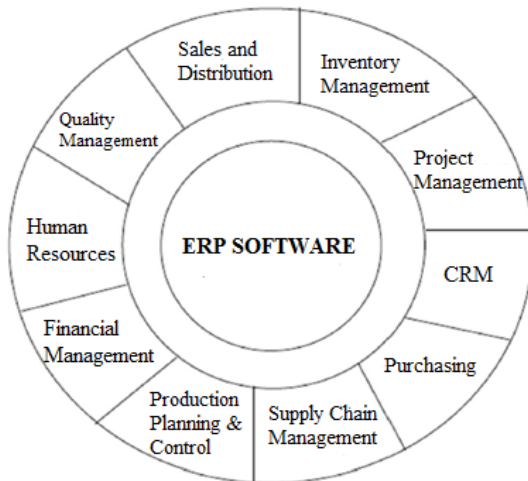 Sales and
Distribution
Inventory
Management
Project
Management
CRM
Purchasing
Supply Chain
Management
Production
Planning &
Control
Financial
Management
Human
Resources
Quality
Management
ERP SOFTWARE